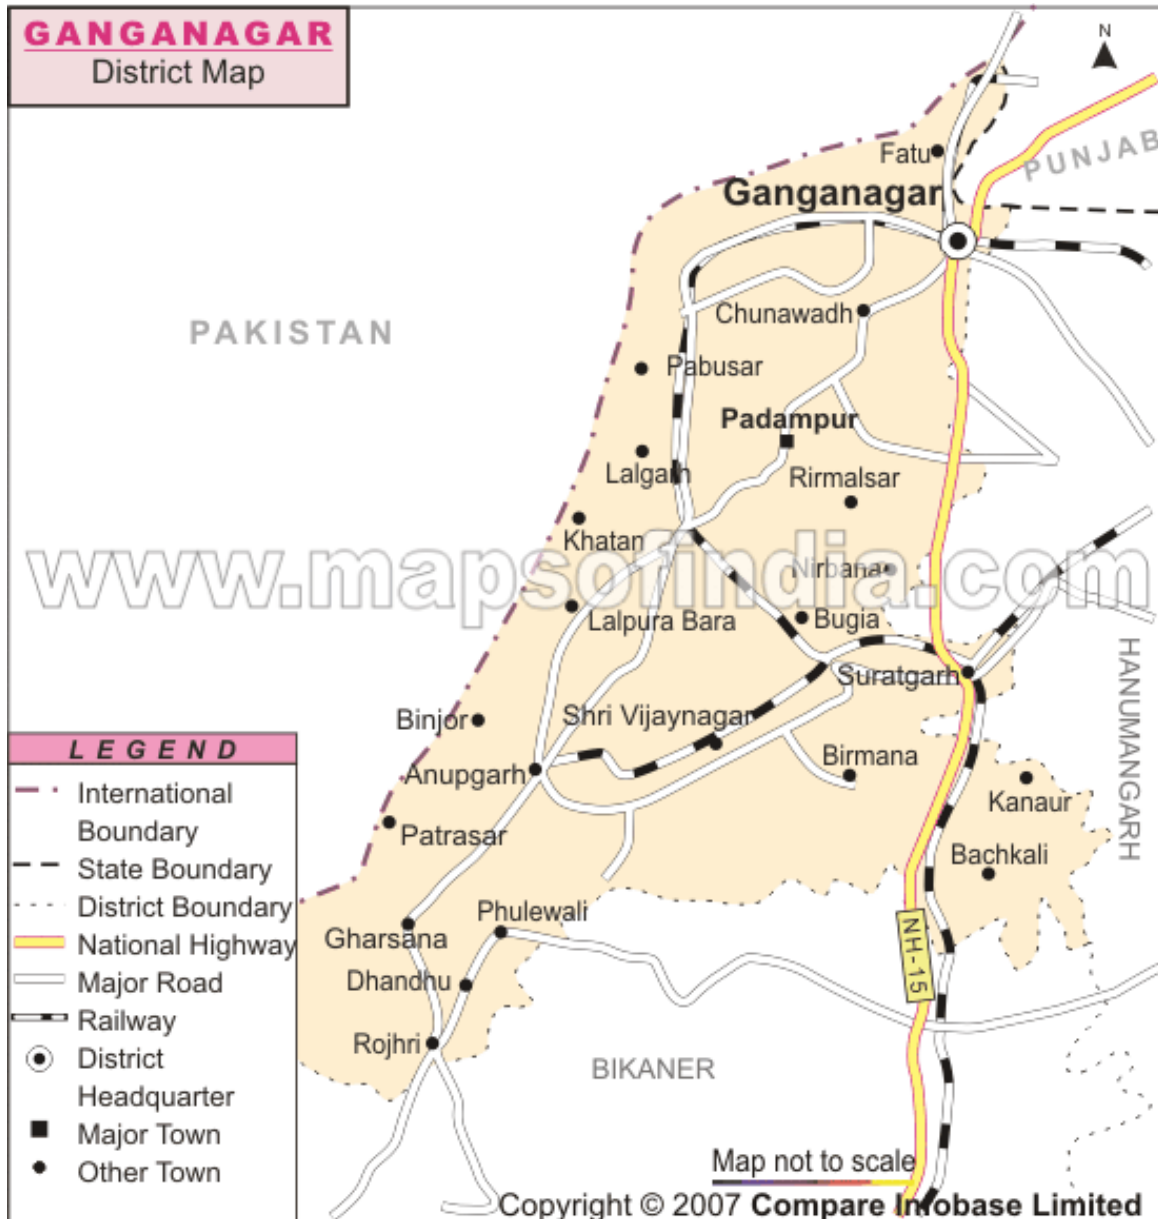 GANGANAGAR
District Map
N
PUNJAB
Fatu
Ganganagar
PAKISTAN
Chunawadh
Pabusar
Padampur
Lalgarh
Rirmalsar
Khatan
www.mapsofindia.com
Nirbana
Lalpura Bara
Bugia
HANUMANGARH
Suratgarh
Binjor
Shri Vijaynagar
Anupgarh
Birmana
Kanaur
Patrasar
Bachkali
Phulewali
Gharsana
NH-15
Dhandhu
Rojhri
BIKANER
LEGEND
International
Boundary
State Boundary
District Boundary
National Highway
Major Road
Railway
District
Headquarter
Major Town
Other Town
Map not to scale
Copyright © 2007 Compare Infobase Limited